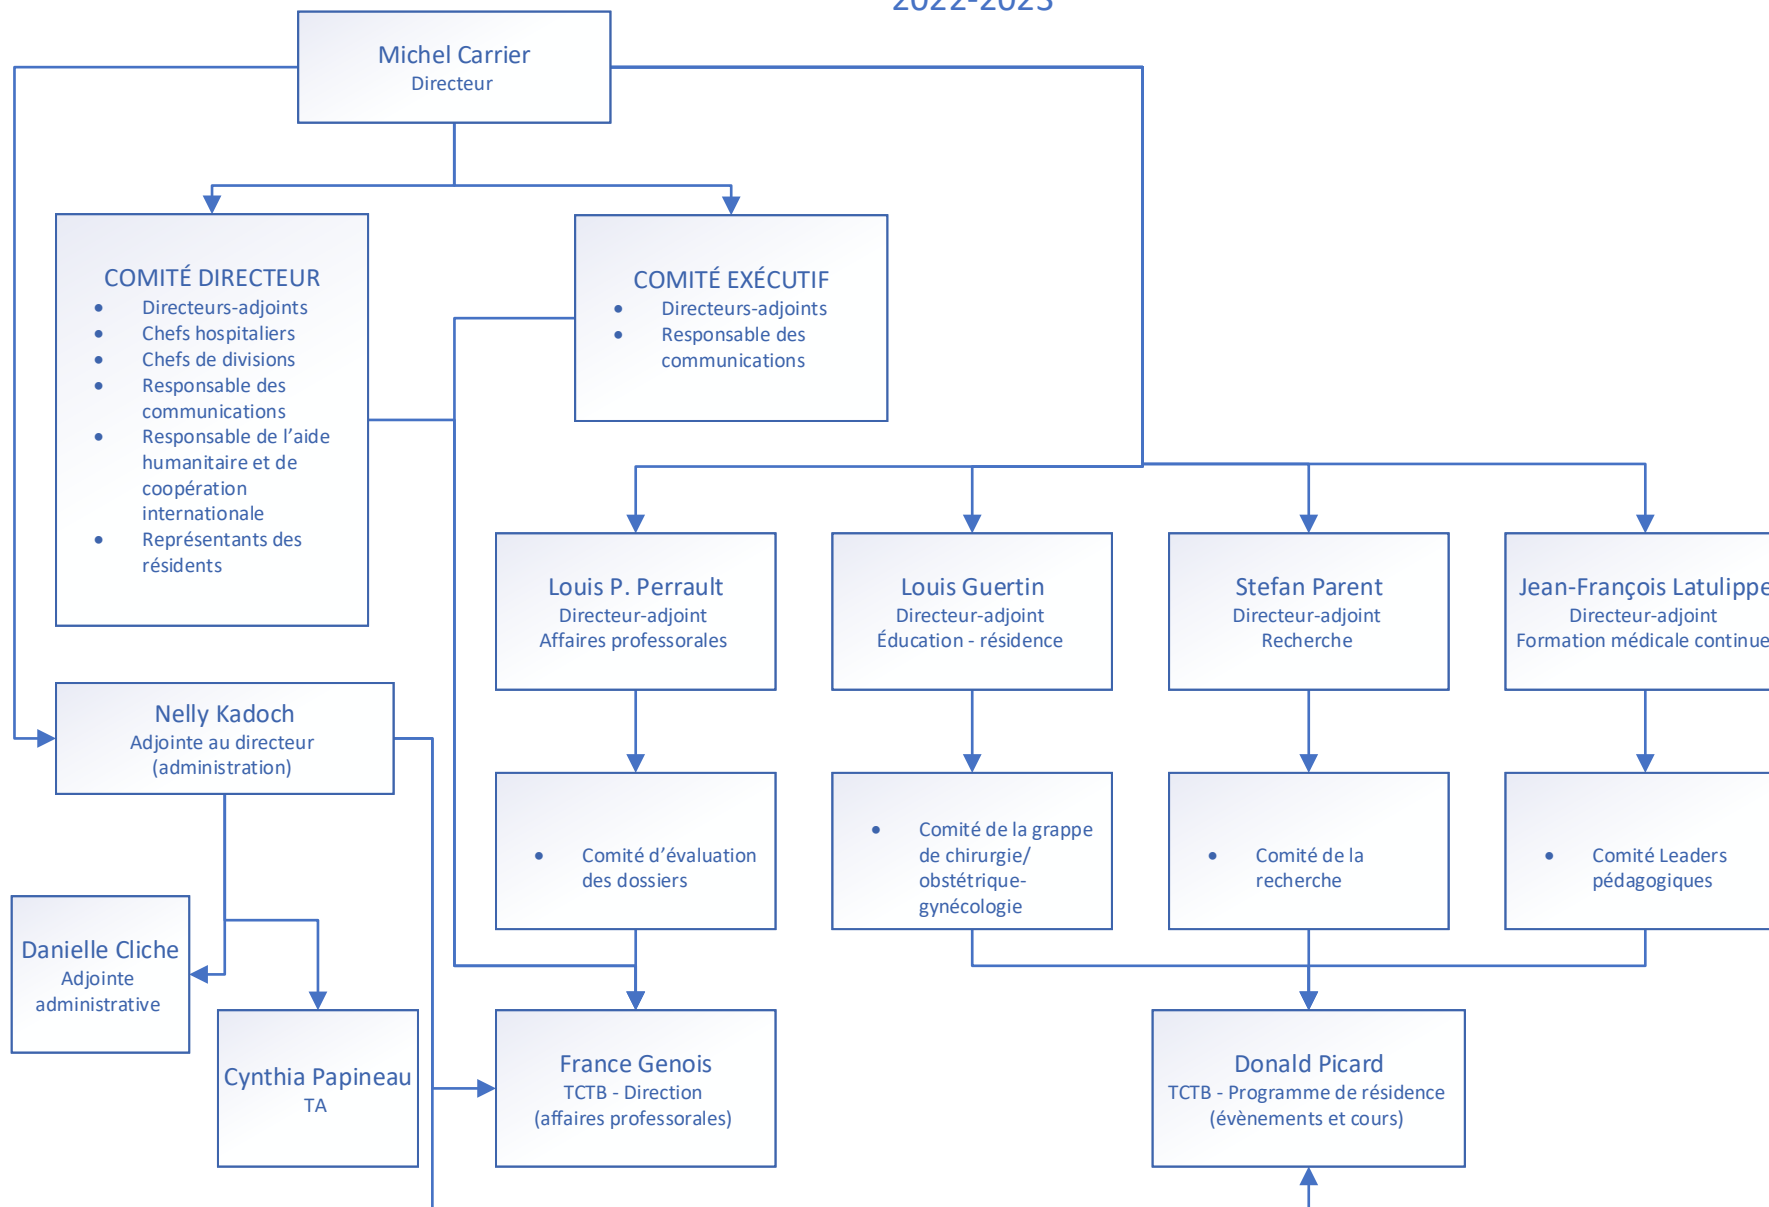 2022-2023
Michel Carrier
Directeur
COMITÉ DIRECTEUR
• Directeurs-adjoints
• Chefs hospitaliers
• Chefs de divisions
• Responsable des
communications
• Responsable de l’aide
humanitaire et de
coopération
internationale
• Représentants des
résidents
COMITÉ EXÉCUTIF
• Directeurs-adjoints
• Responsable des
communications
Louis P. Perrault
Directeur-adjoint
Affaires professorales
Louis Guertin
Directeur-adjoint
Éducation - résidence
Stefan Parent
Directeur-adjoint
Recherche
Jean-François Latulippe
Directeur-adjoint
Formation médicale continue
Nelly Kadoch
Adjointe au directeur
(administration)
• Comité d’évaluation
des dossiers
• Comité de la grappe
de chirurgie/
obstétrique-
gynécologie
• Comité de la
recherche
• Comité Leaders
pédagogiques
Danielle Cliche
Adjointe
administrative
Cynthia Papineau
TA
France Genois
TCTB - Direction
(affaires professorales)
Donald Picard
TCTB - Programme de résidence
(évènements et cours)